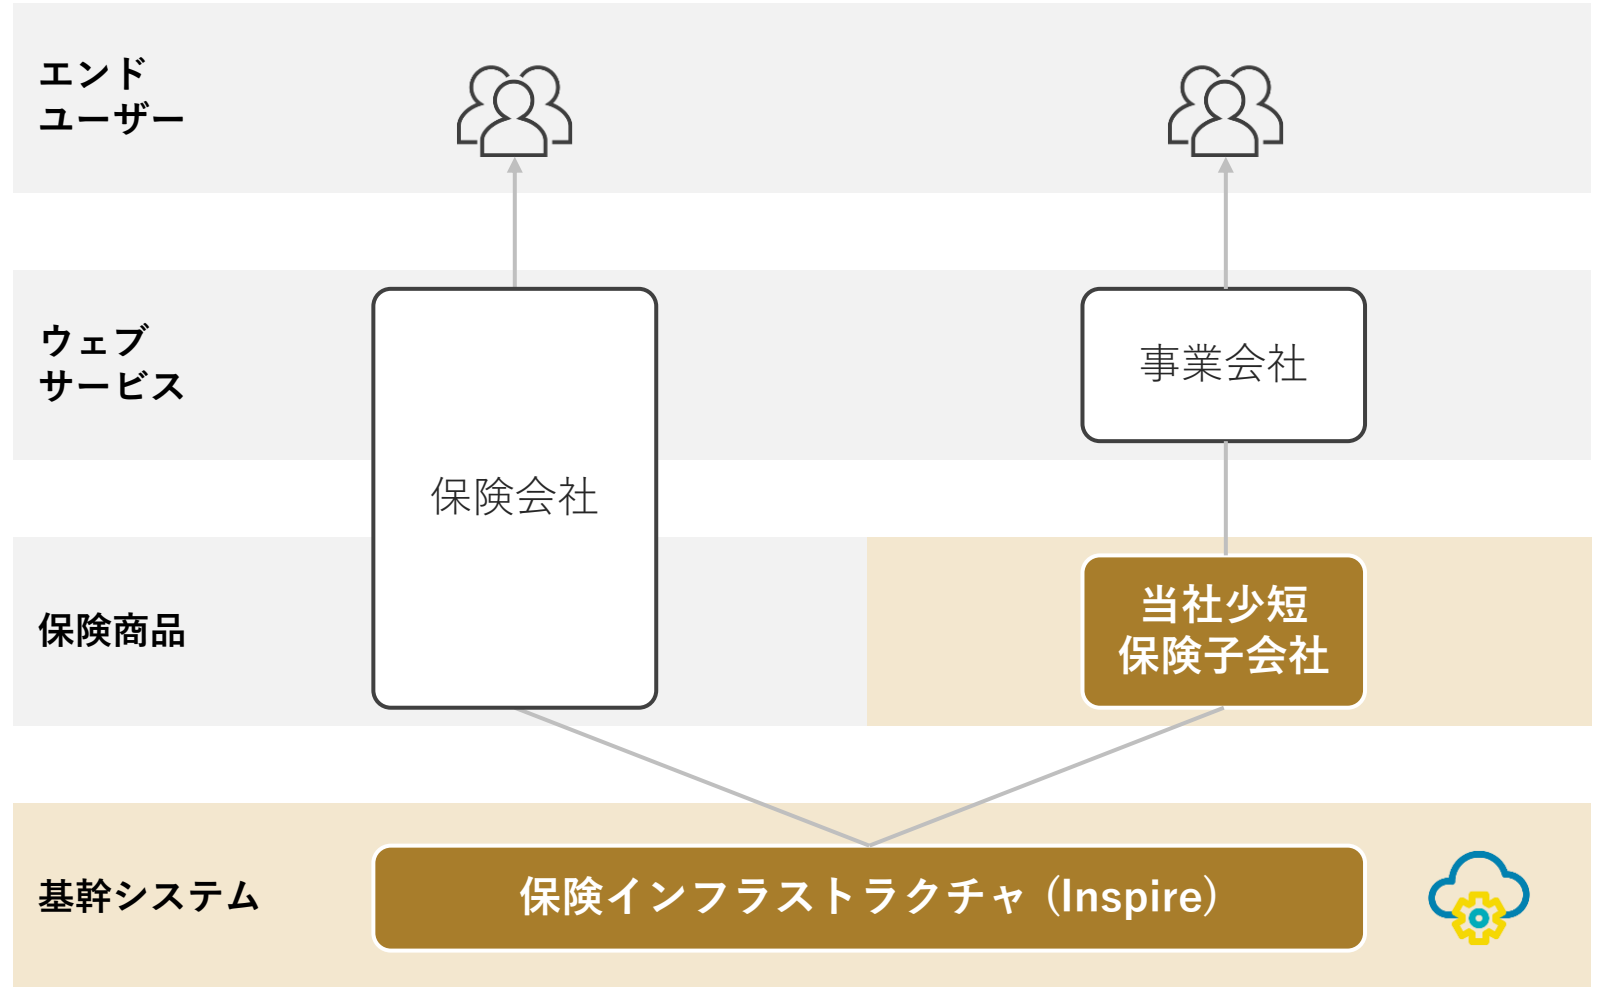 エンド
ユーザー
ウェブ
サービス
事業会社
保険会社
保険商品
当社少短
保険子会社
基幹システム
保険インフラストラクチャ (Inspire)